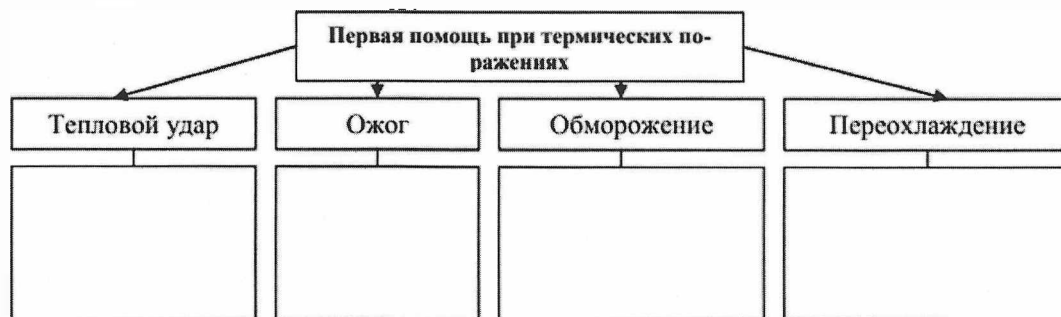 Первая помощь при термических по-
ражениях
Тепловой удар
Ожог
Обморожение
Переохлаждение